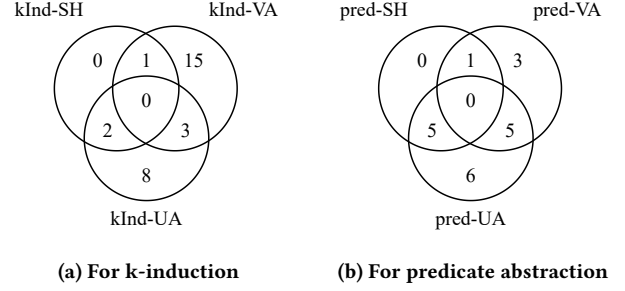 kInd-SH kInd-VA pred-SH pred-VA
0 1 15 0 1 3
0 0
2 3 5 5
8 6
kInd-UA pred-UA
(a) For k-induction (b) For predicate abstraction